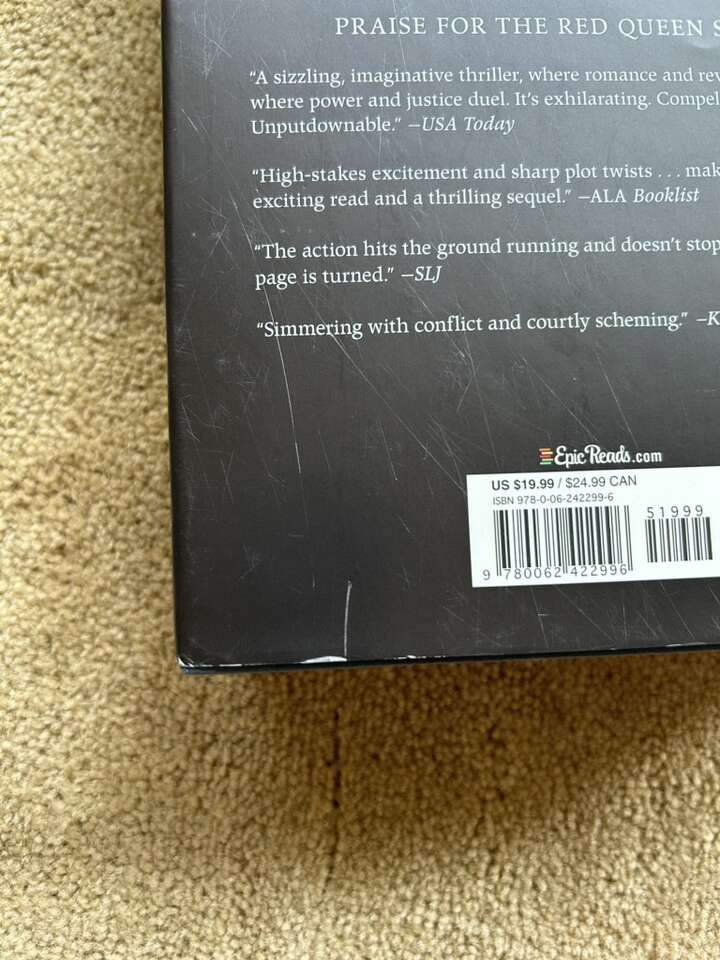 PRAISE FOR THE RED QUEEN S
“A sizzling, imaginative thriller, where romance and rev
where power and justice duel. It’s exhilarating. Compel
Unputdownable.” —USA Today
“High-stakes excitement and sharp plot twists . . . mak
exciting read and a thrilling sequel.” —ALA Booklist
“The action hits the ground running and doesn’t stop
page is turned.” —SLJ
“Simmering with conflict and courtly scheming.” —K
EpicReads.com
US $19.99 / $24.99 CAN
ISBN 978-0-06-242299-6
51999
9 780062 422996